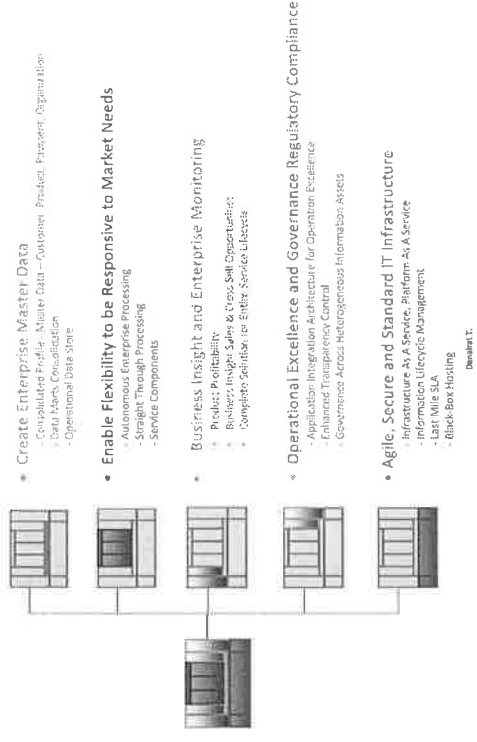 • Create Enterprise Master Data
- Consolidated Profile - Master Data – Customer, Product, Payment, Organization
- Data Marts Consolidation
- Operational Data Store
• Enable Flexibility to be Responsive to Market Needs
- Autonomous Enterprise Processing
- Straight Through Processing
- Service Components
• Business Insight and Enterprise Monitoring
Product Profitability
Business Insight Sales & Cross Sell Opportunities
Complete Solution for Entire Service Lifecycle
• Operational Excellence and Governance Regulatory Compliance
- Application Integration Architecture for Operation Excellence
- Enhanced Transparency Control
- Governance Across Heterogeneous Information Assets
• Agile, Secure and Standard IT Infrastructure
- Infrastructure As A Service, Platform As A Service
- Information Lifecycle Management
- Last Mile SLA
- Black-Box Hosting